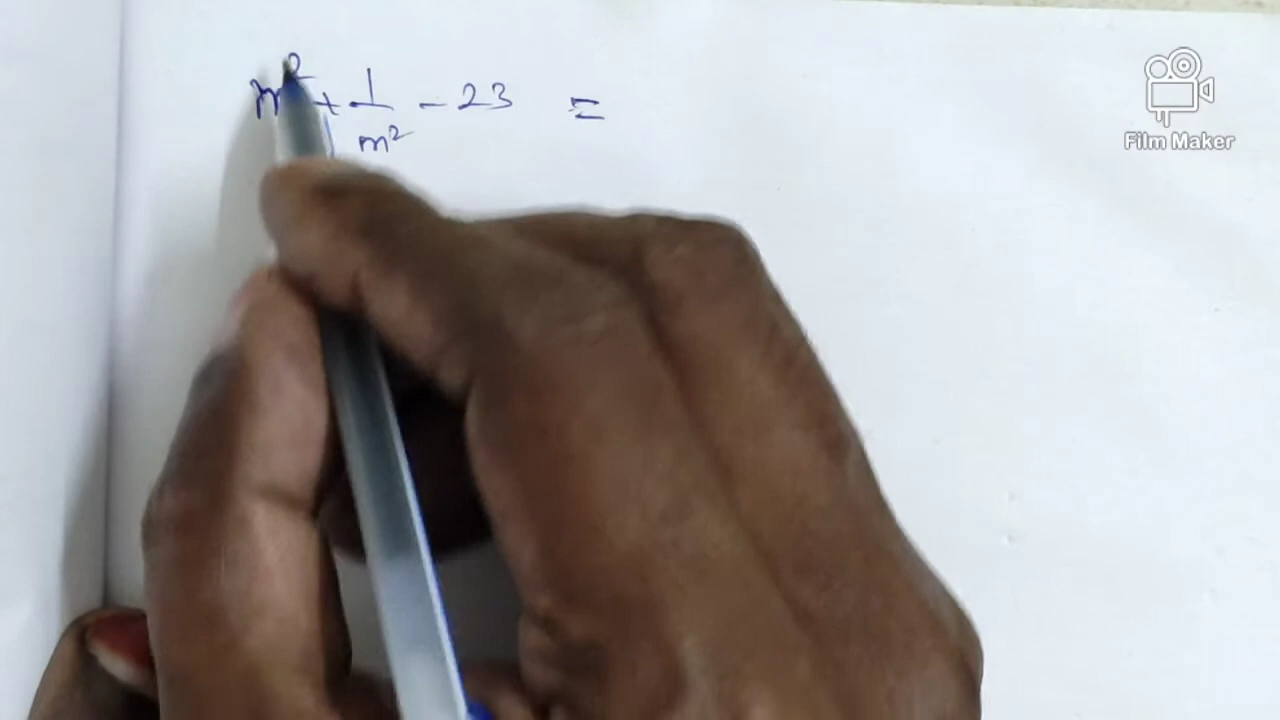 m² + 1/m² - 23 =
Film Maker